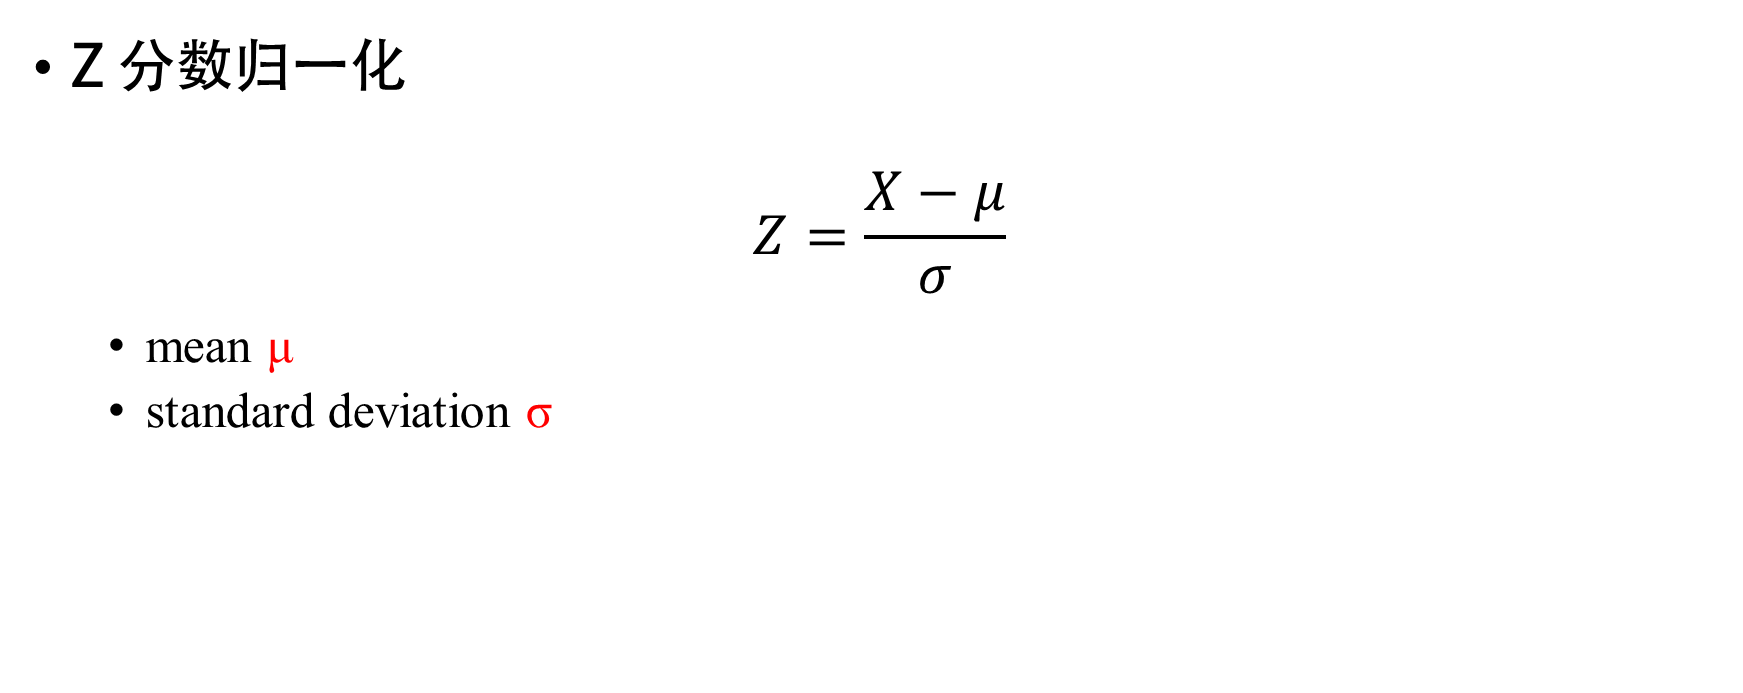 • Z 分数归一化
Z = (X − μ) / σ
• mean μ
• standard deviation σ